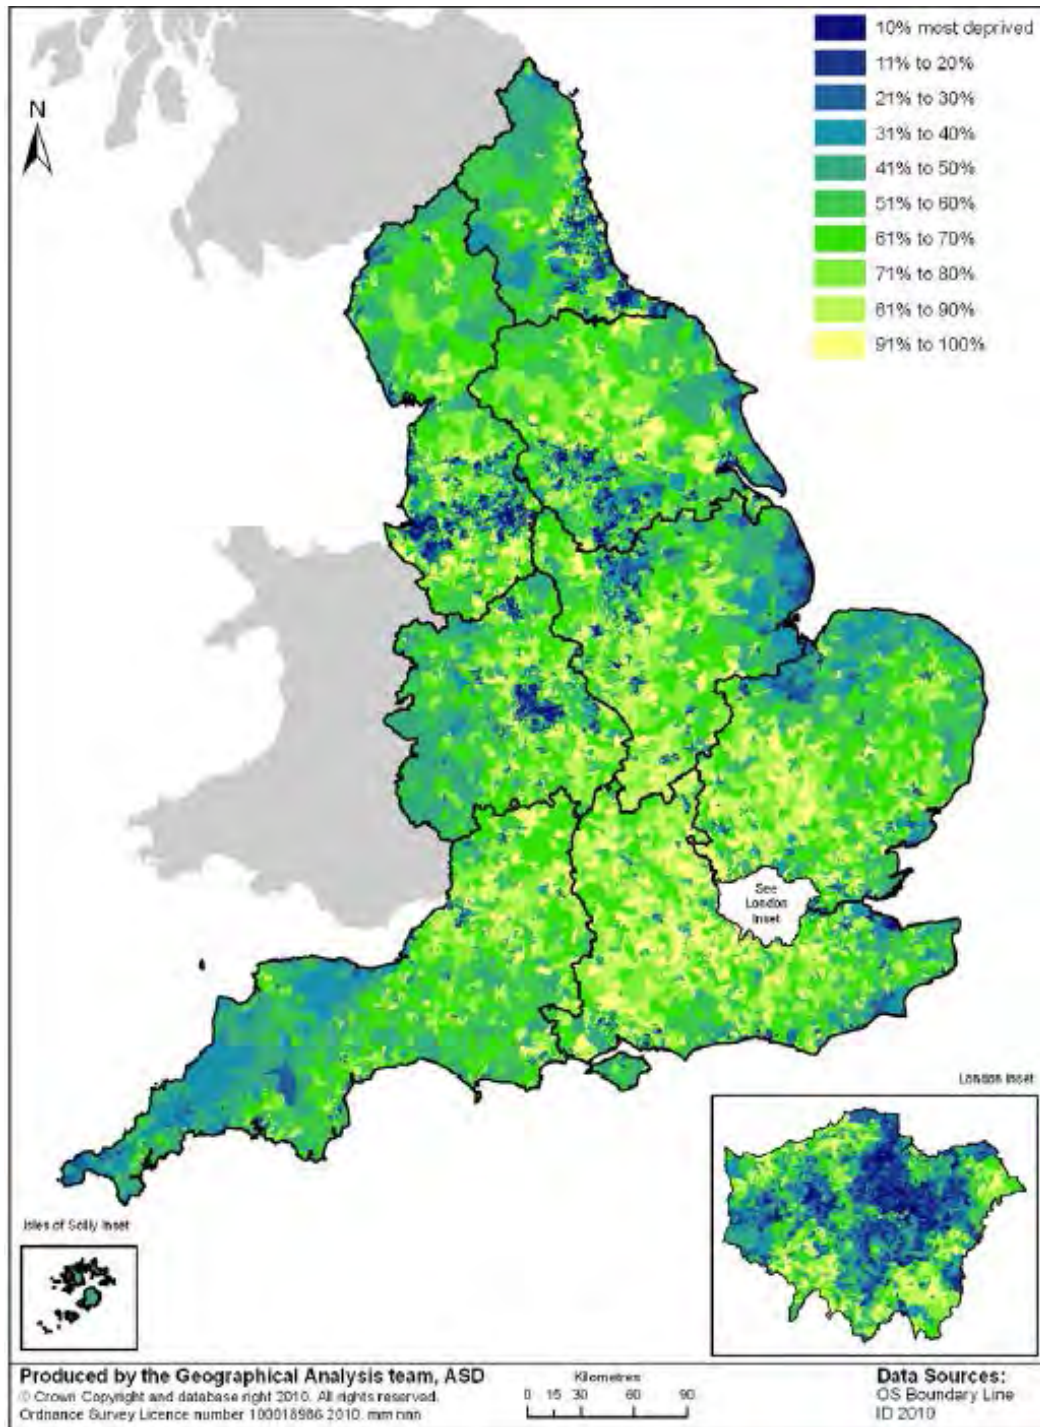 10% most deprived
11% to 20%
21% to 30%
31% to 40%
41% to 50%
51% to 60%
61% to 70%
71% to 80%
81% to 90%
91% to 100%
N
See
London
Inset
London Inset
Isles of Scilly Inset
Produced by the Geographical Analysis team, ASD
© Crown Copyright and database right 2010. All rights reserved.
Ordnance Survey Licence number 100018986 2010. mm nnn
Kilometres
0 15 30 60 90
Data Sources:
OS Boundary Line
ID 2010